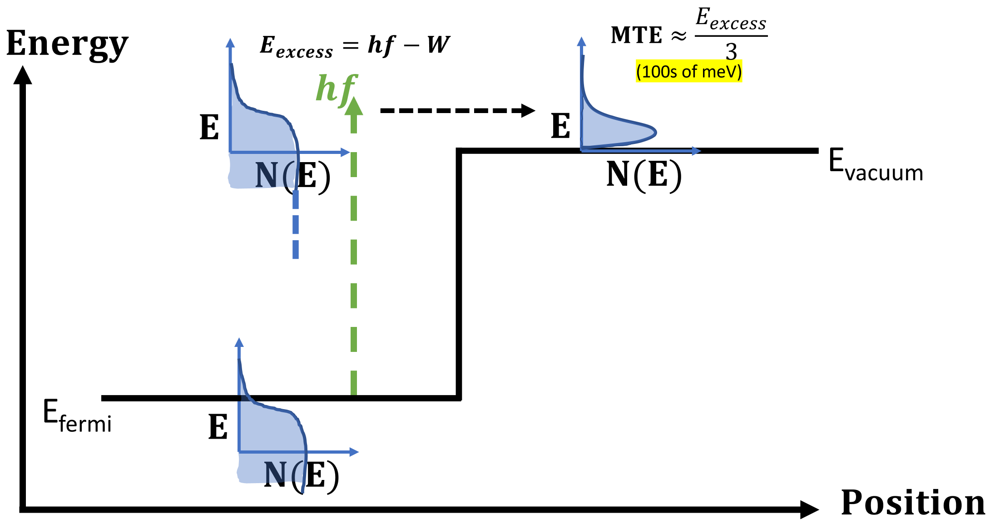 Energy
E_excess = hf − W
MTE ≈ E_excess / 3
(100s of meV)
hf
E
E
N(E)
N(E)
E_vacuum
E_fermi
E
N(E)
Position